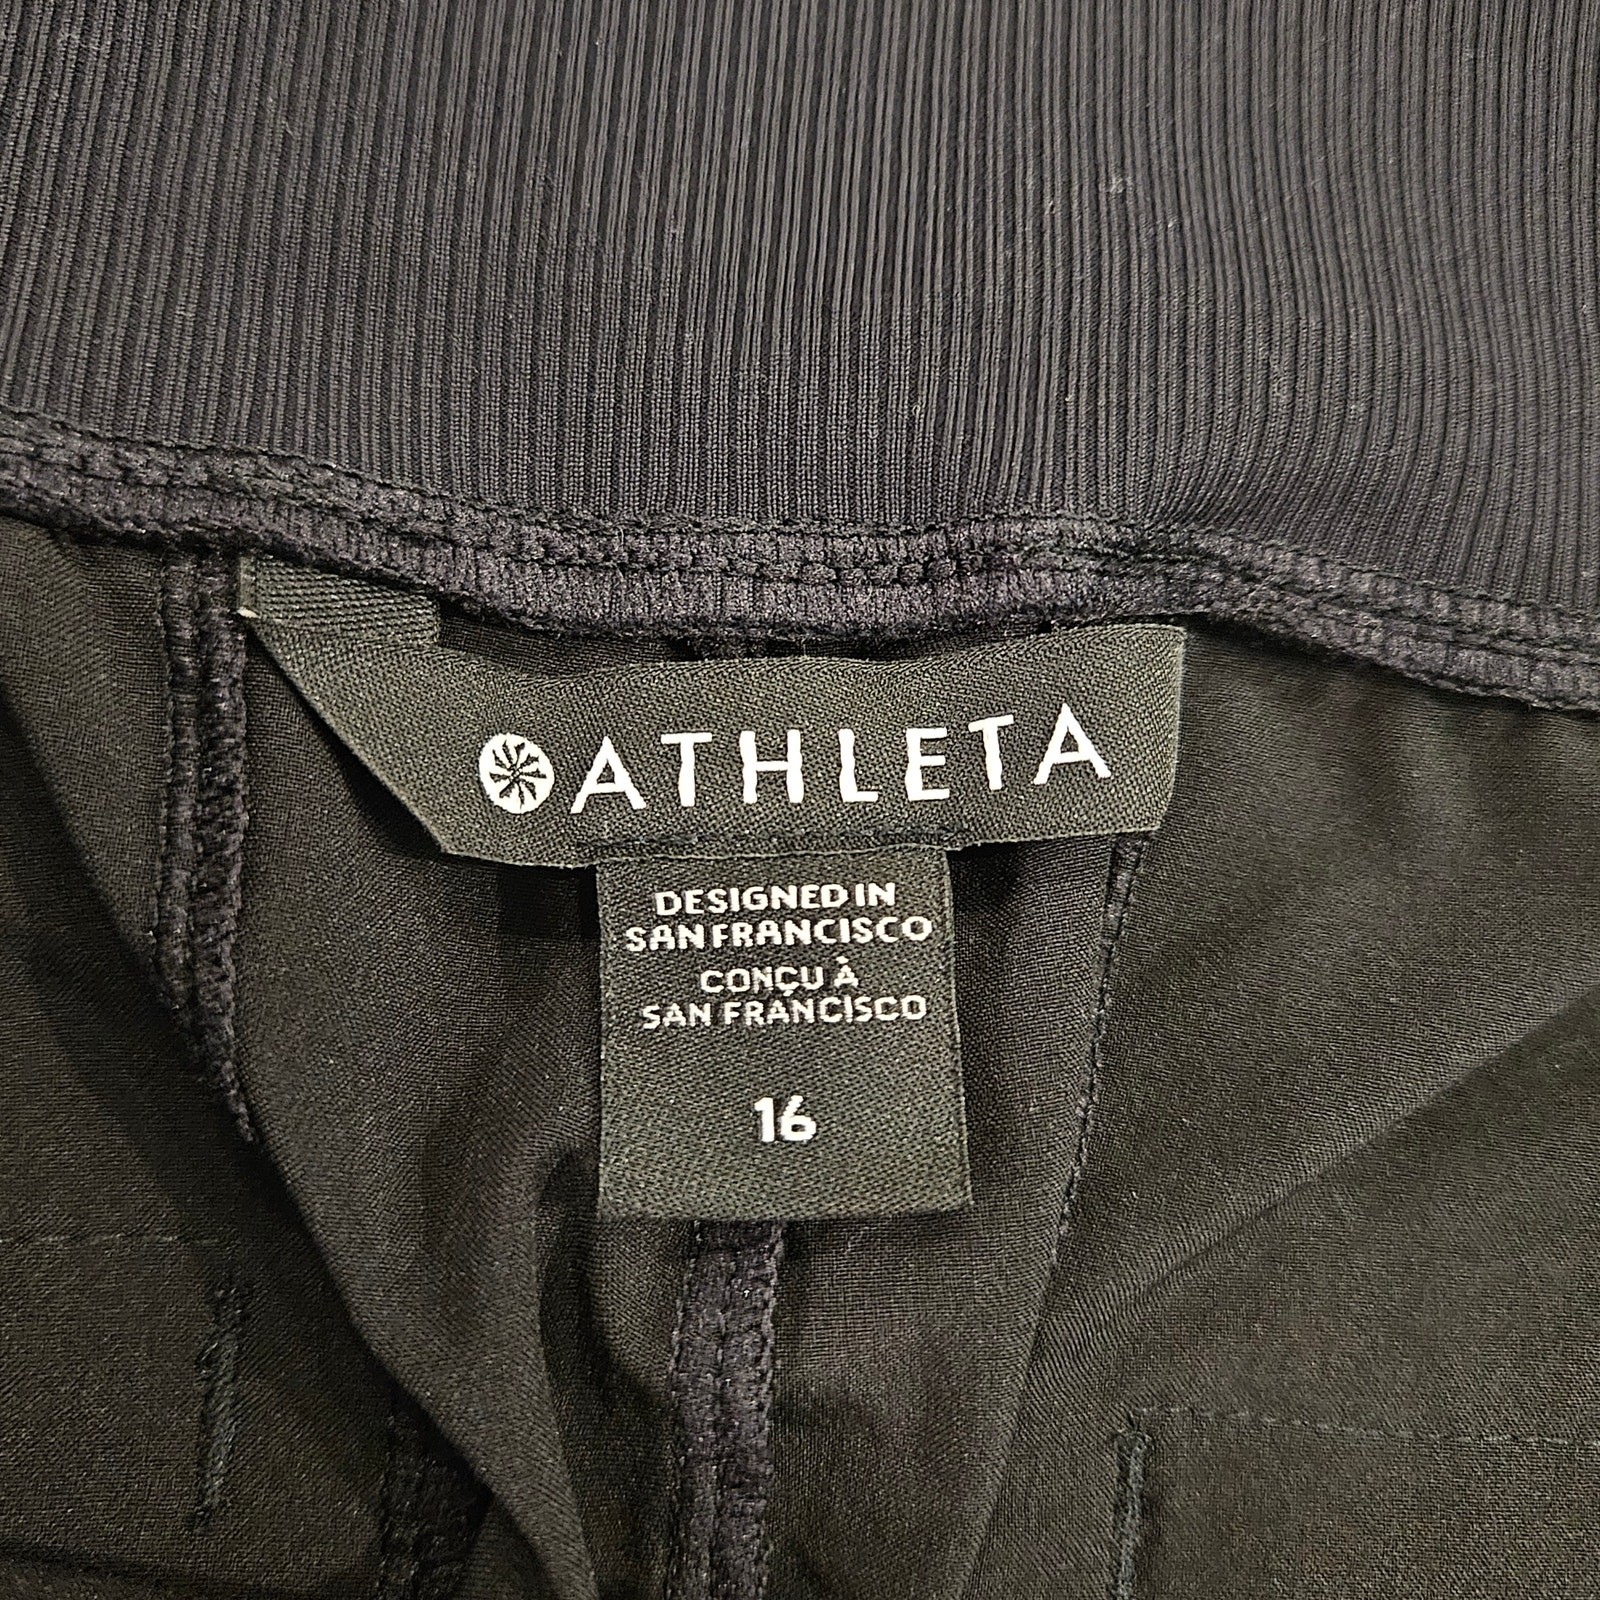 ATHLETA
DESIGNED IN
SAN FRANCISCO
CONÇU À
SAN FRANCISCO
16